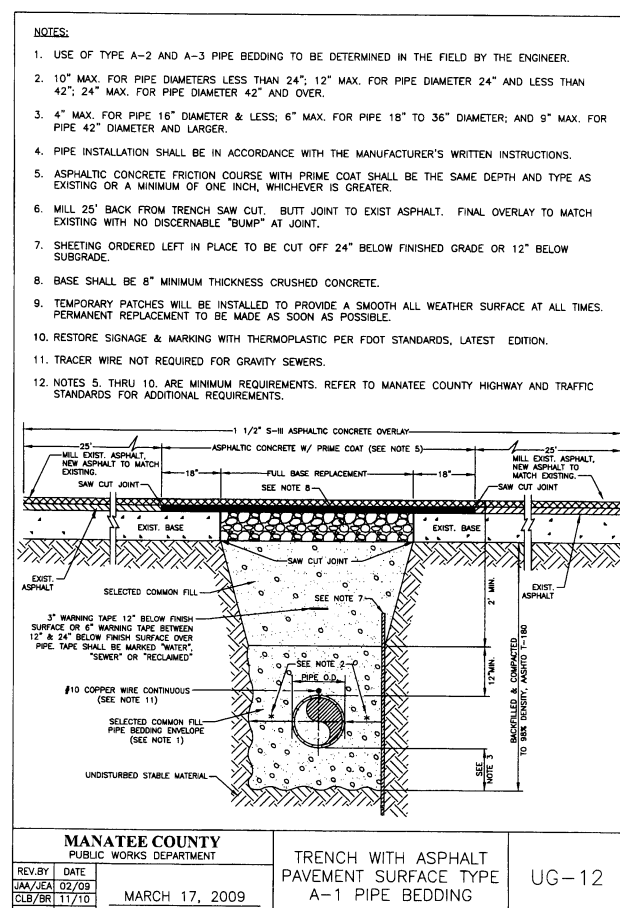 NOTES:
1. USE OF TYPE A-2 AND A-3 PIPE BEDDING TO BE DETERMINED IN THE FIELD BY THE ENGINEER.
2. 10" MAX. FOR PIPE DIAMETERS LESS THAN 24"; 12" MAX. FOR PIPE DIAMETER 24" AND LESS THAN
42"; 24" MAX. FOR PIPE DIAMETER 42" AND OVER.
3. 4" MAX. FOR PIPE 16" DIAMETER & LESS; 6" MAX. FOR PIPE 18" TO 36" DIAMETER; AND 9" MAX. FOR
PIPE 42" DIAMETER AND LARGER.
4. PIPE INSTALLATION SHALL BE IN ACCORDANCE WITH THE MANUFACTURER'S WRITTEN INSTRUCTIONS.
5. ASPHALTIC CONCRETE FRICTION COURSE WITH PRIME COAT SHALL BE THE SAME DEPTH AND TYPE AS
EXISTING OR A MINIMUM OF ONE INCH, WHICHEVER IS GREATER.
6. MILL 25' BACK FROM TRENCH SAW CUT. BUTT JOINT TO EXIST ASPHALT. FINAL OVERLAY TO MATCH
EXISTING WITH NO DISCERNABLE "BUMP" AT JOINT.
7. SHEETING ORDERED LEFT IN PLACE TO BE CUT OFF 24" BELOW FINISHED GRADE OR 12" BELOW
SUBGRADE.
8. BASE SHALL BE 8" MINIMUM THICKNESS CRUSHED CONCRETE.
9. TEMPORARY PATCHES WILL BE INSTALLED TO PROVIDE A SMOOTH ALL WEATHER SURFACE AT ALL TIMES.
PERMANENT REPLACEMENT TO BE MADE AS SOON AS POSSIBLE.
10. RESTORE SIGNAGE & MARKING WITH THERMOPLASTIC PER FDOT STANDARDS, LATEST EDITION.
11. TRACER WIRE NOT REQUIRED FOR GRAVITY SEWERS.
12. NOTES 5. THRU 10. ARE MINIMUM REQUIREMENTS. REFER TO MANATEE COUNTY HIGHWAY AND TRAFFIC
STANDARDS FOR ADDITIONAL REQUIREMENTS.
1 1/2" S-III ASPHALTIC CONCRETE OVERLAY
25'
ASPHALTIC CONCRETE W/ PRIME COAT (SEE NOTE 5)
25'
MILL EXIST. ASPHALT,
NEW ASPHALT TO MATCH
EXISTING.
MILL EXIST. ASPHALT,
NEW ASPHALT TO
MATCH EXISTING.
18"
FULL BASE REPLACEMENT
18"
SAW CUT JOINT
SEE NOTE 8
SAW CUT JOINT
EXIST. BASE
EXIST. BASE
SAW CUT JOINT
EXIST.
ASPHALT
EXIST.
ASPHALT
SELECTED COMMON FILL
SEE NOTE 7
2' MIN.
3" WARNING TAPE 12" BELOW FINISH
SURFACE OR 6" WARNING TAPE BETWEEN
12" & 24" BELOW FINISH SURFACE OVER
PIPE. TAPE SHALL BE MARKED "WATER",
"SEWER" OR "RECLAIMED"
SEE NOTE 2
PIPE O.D.
12"MIN.
BACKFILLED & COMPACTED
TO 98% DENSITY, AASHTO T-180
#10 COPPER WIRE CONTINUOUS
(SEE NOTE 11)
* *
SELECTED COMMON FILL
PIPE BEDDING ENVELOPE
(SEE NOTE 1)
SEE
NOTE 3
UNDISTURBED STABLE MATERIAL
MANATEE COUNTY
PUBLIC WORKS DEPARTMENT
REV.BY DATE
JAA/JEA 02/09
CLB/BR 11/10
MARCH 17, 2009
TRENCH WITH ASPHALT
PAVEMENT SURFACE TYPE
A-1 PIPE BEDDING
UG-12